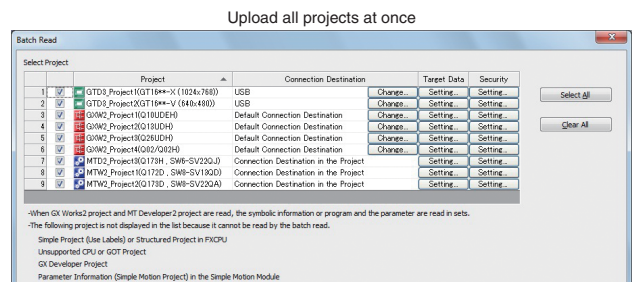 Upload all projects at once
Batch Read
Select Project
Project Connection Destination Target Data Security
1 GTD3_Project1(GT16**-X (1024x768)) USB Change... Setting... Setting...
2 GTD3_Project2(GT16**-V (640x480)) USB Change... Setting... Setting...
3 GXW2_Project1(Q10UDEH) Default Connection Destination Change... Setting... Setting...
4 GXW2_Project2(Q13UDH) Default Connection Destination Change... Setting... Setting...
5 GXW2_Project3(Q26UDH) Default Connection Destination Change... Setting... Setting...
6 GXW2_Project4(Q02/Q02H) Default Connection Destination Change... Setting... Setting...
7 MTD2_Project3(Q173H , SW6-SV22QJ) Connection Destination in the Project Setting... Setting...
8 MTW2_Project1(Q172D , SW8-SV13QD) Connection Destination in the Project Setting... Setting...
9 MTW2_Project2(Q173D , SW8-SV22QA) Connection Destination in the Project Setting... Setting...
Select All
Clear All
-When GX Works2 project and MT Developer2 project are read, the symbolic information or program and the parameter are read in sets.
-The following project is not displayed in the list because it cannot be read by the batch read.
Simple Project (Use Labels) or Structured Project in FXCPU
Unsupported CPU or GOT Project
GX Developer Project
Parameter Information (Simple Motion Project) in the Simple Motion Module